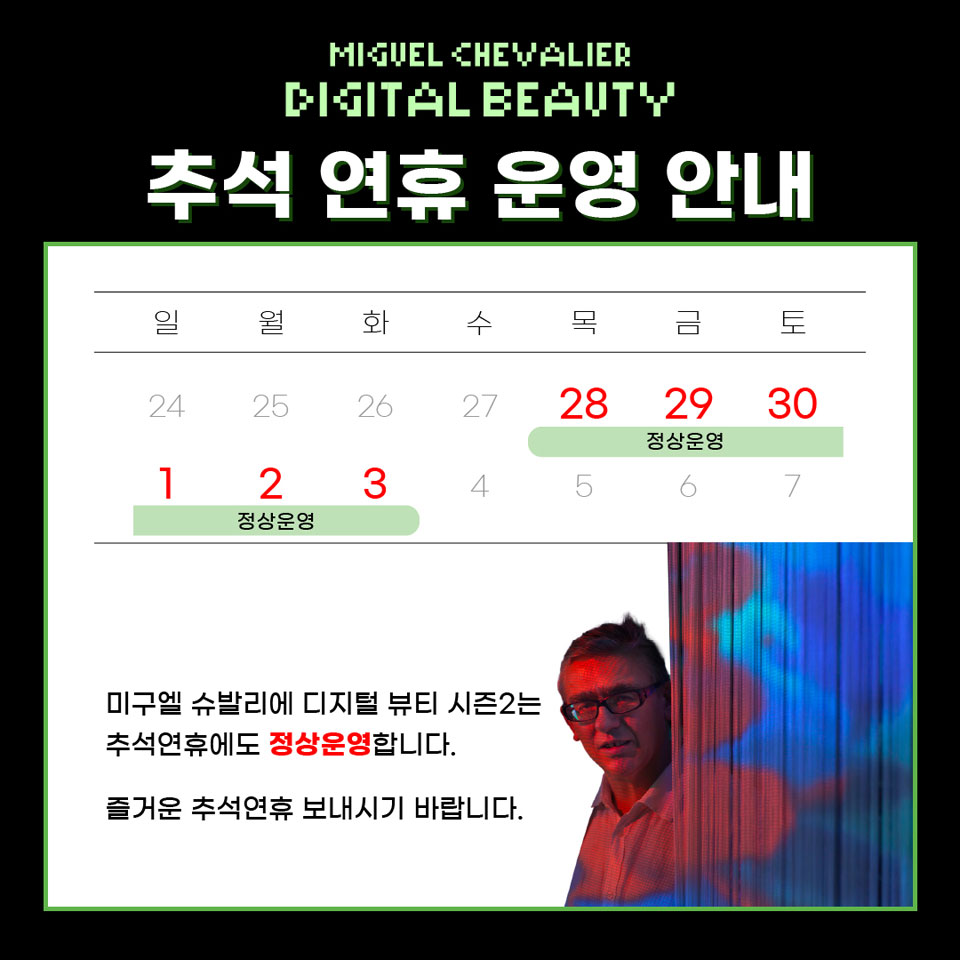 MIGUEL CHEVALIER
DIGITAL BEAUTY
추석 연휴 운영 안내
일 월 화 수 목 금 토
24 25 26 27 28 29 30
정상운영
1 2 3 4 5 6 7
정상운영
미구엘 슈발리에 디지털 뷰티 시즌2는
추석연휴에도 정상운영합니다.
즐거운 추석연휴 보내시기 바랍니다.